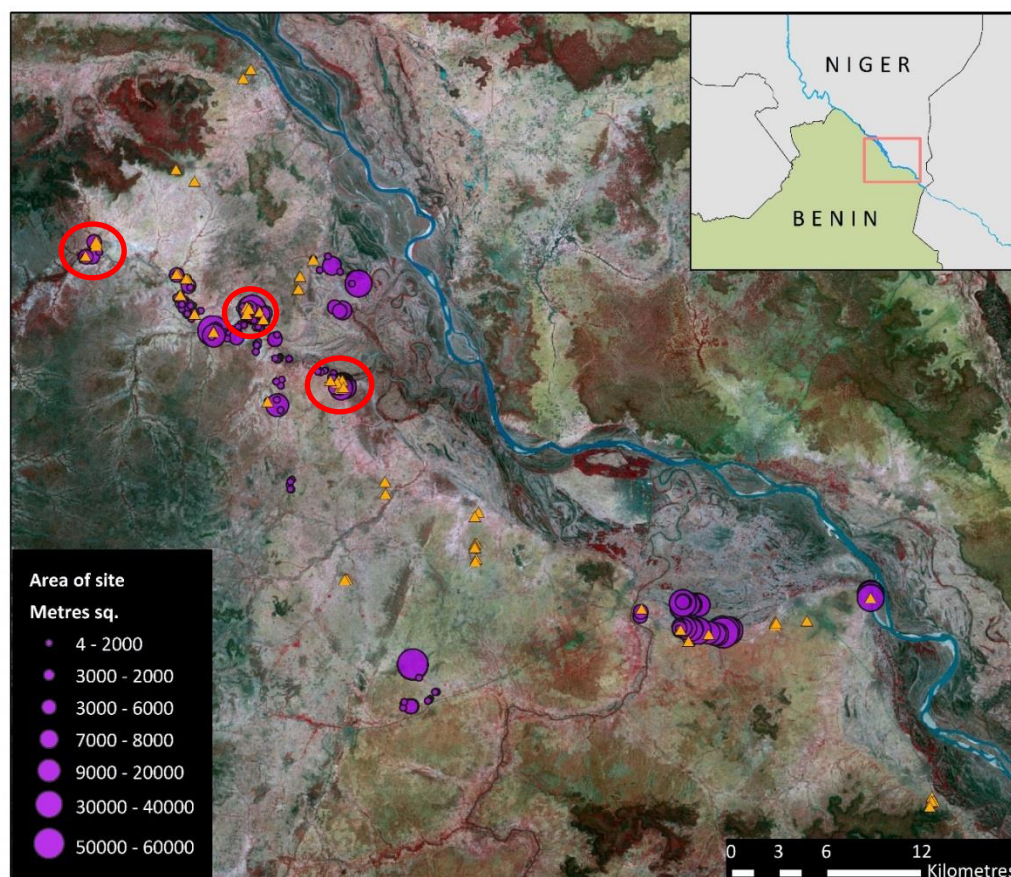 NIGER
BENIN
Area of site
Metres sq.
4 - 2000
3000 - 2000
3000 - 6000
7000 - 8000
9000 - 20000
30000 - 40000
50000 - 60000
0 3 6 12
Kilometres